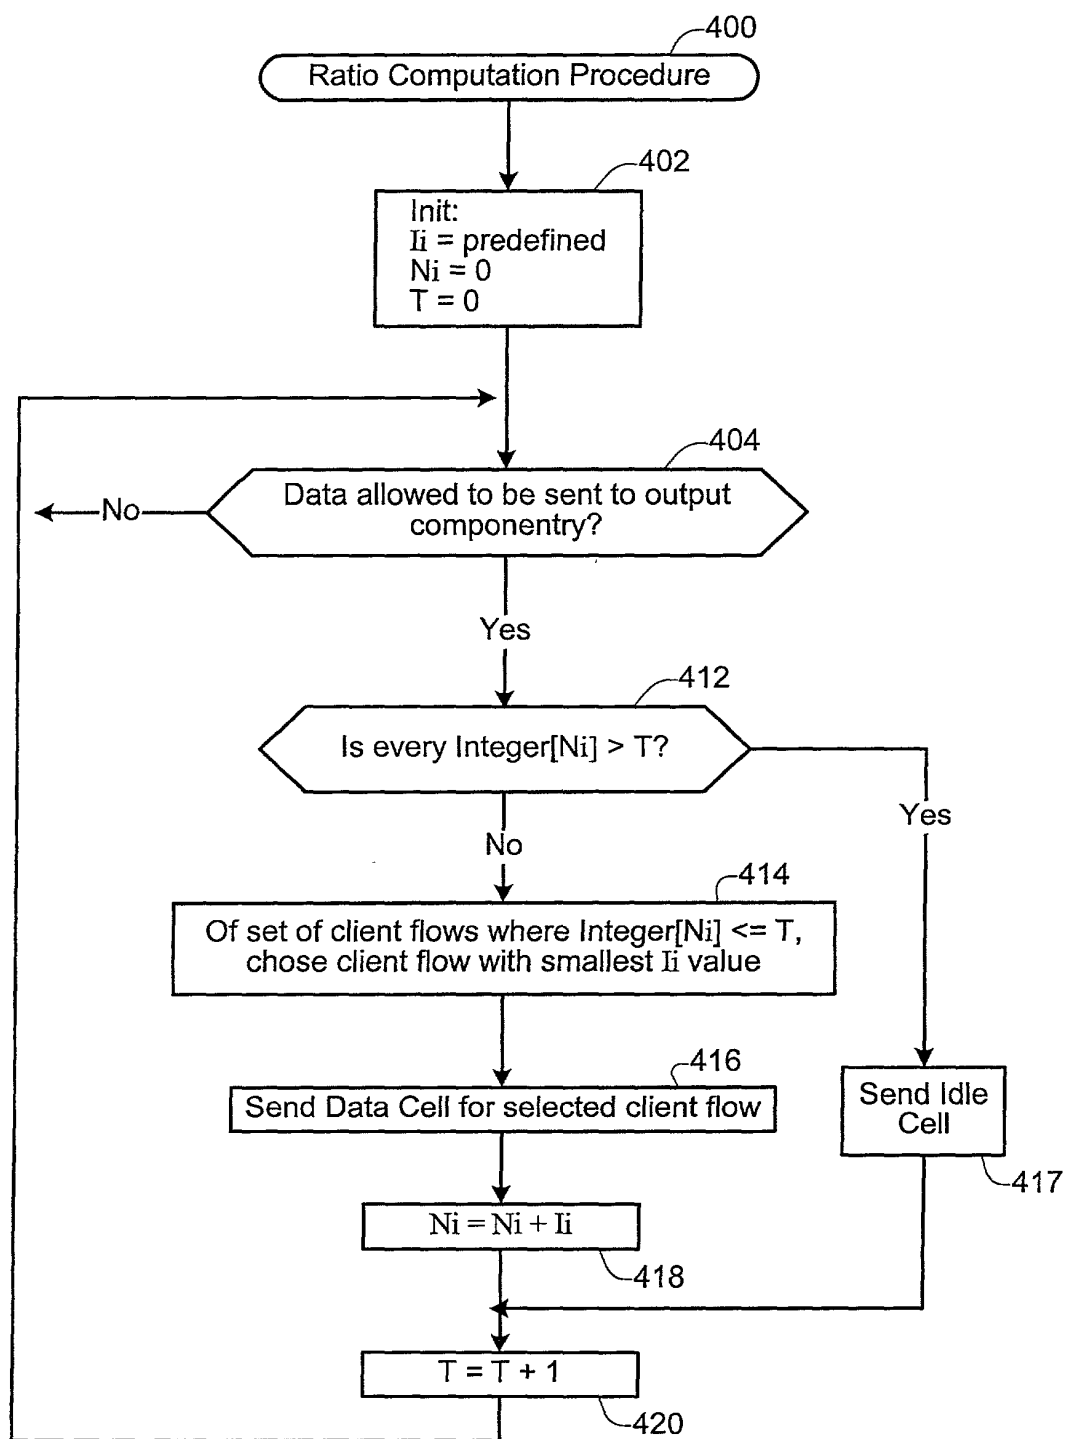 400
Ratio Computation Procedure
402
Init:
Ii = predefined
Ni = 0
T = 0
404
Data allowed to be sent to output
componentry?
No
Yes
412
Is every Integer[Ni] > T?
Yes
No
414
Of set of client flows where Integer[Ni] <= T,
chose client flow with smallest Ii value
416
Send Data Cell for selected client flow
Send Idle
Cell
417
Ni = Ni + Ii
418
T = T + 1
420